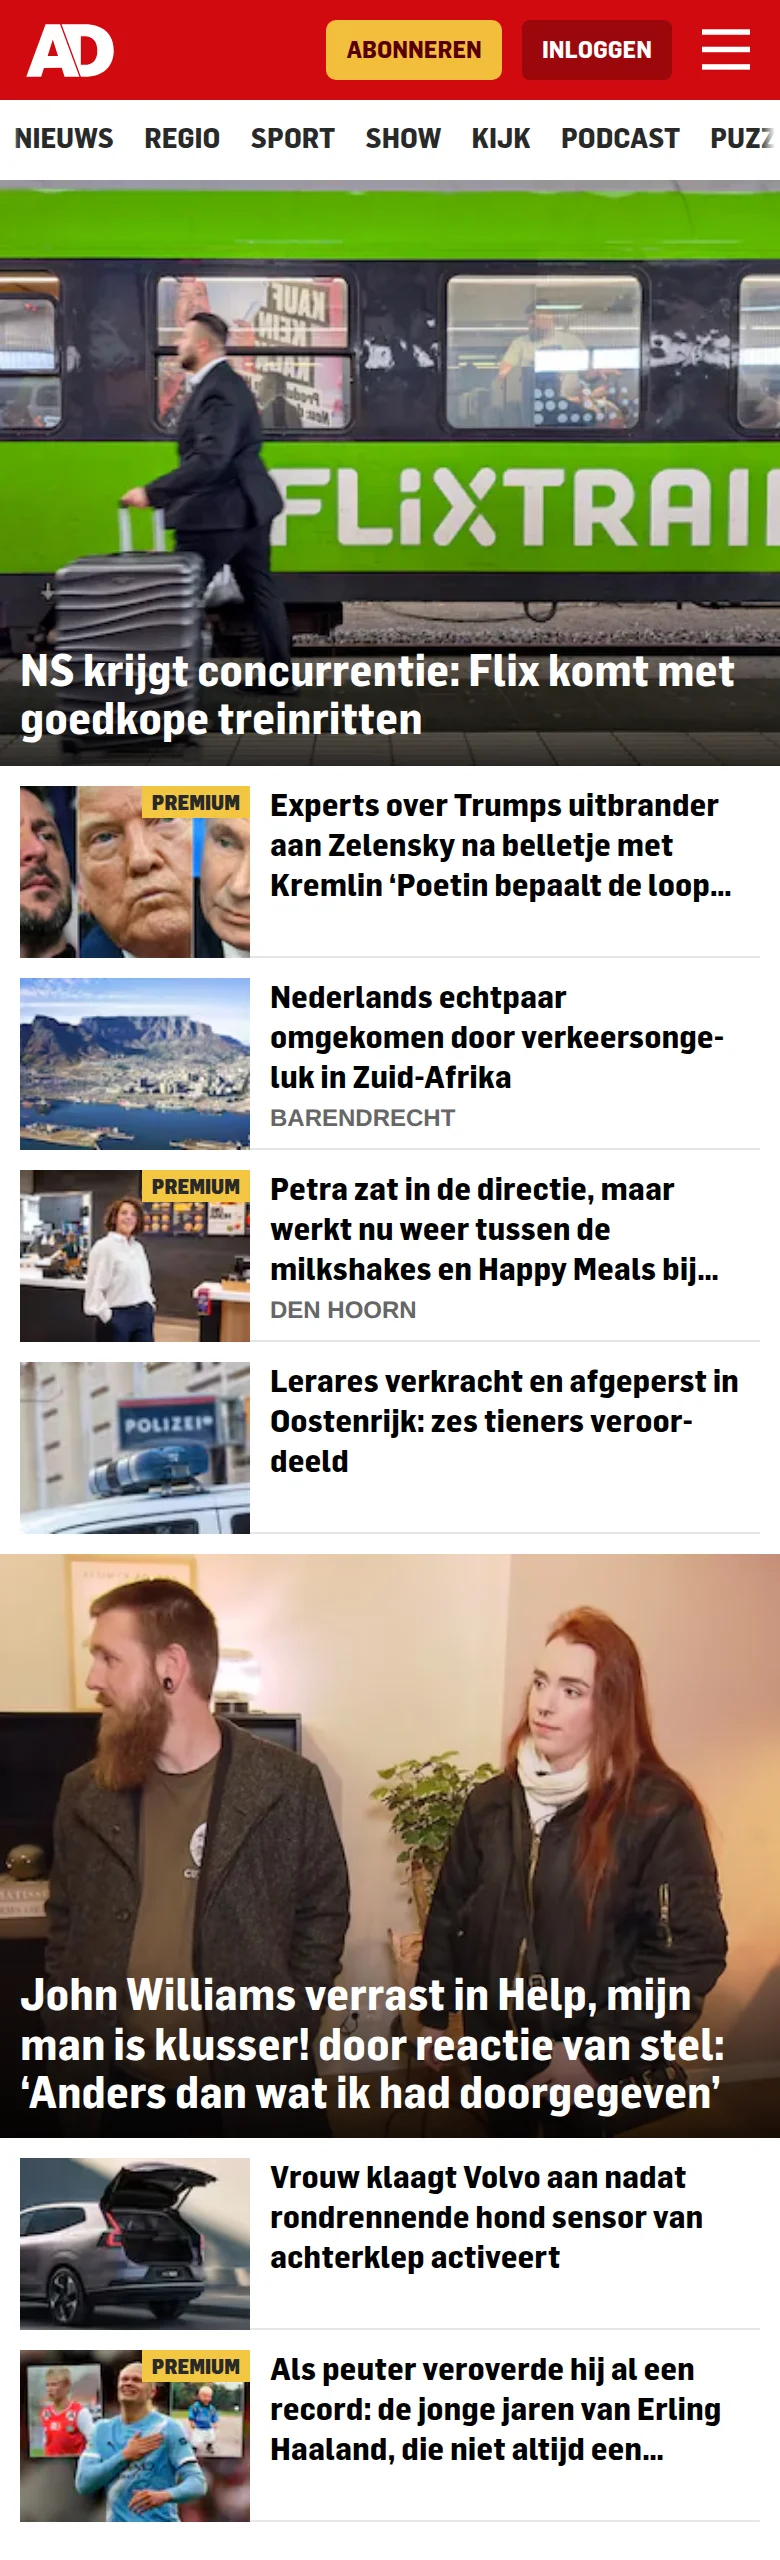 AD
ABONNEREN
INLOGGEN
NIEUWS REGIO SPORT SHOW KIJK PODCAST PUZZ
KAUF
KEIN
FLiXTRAI
NS krijgt concurrentie: Flix komt met
goedkope treinritten
PREMIUM
Experts over Trumps uitbrander
aan Zelensky na belletje met
Kremlin ‘Poetin bepaalt de loop...
Nederlands echtpaar
omgekomen door verkeersonge-
luk in Zuid-Afrika
BARENDRECHT
PREMIUM
Petra zat in de directie, maar
werkt nu weer tussen de
milkshakes en Happy Meals bij...
DEN HOORN
POLIZEI
Lerares verkracht en afgeperst in
Oostenrijk: zes tieners veroor-
deeld
John Williams verrast in Help, mijn
man is klusser! door reactie van stel:
‘Anders dan wat ik had doorgegeven’
Vrouw klaagt Volvo aan nadat
rondrennende hond sensor van
achterklep activeert
PREMIUM
Als peuter veroverde hij al een
record: de jonge jaren van Erling
Haaland, die niet altijd een...